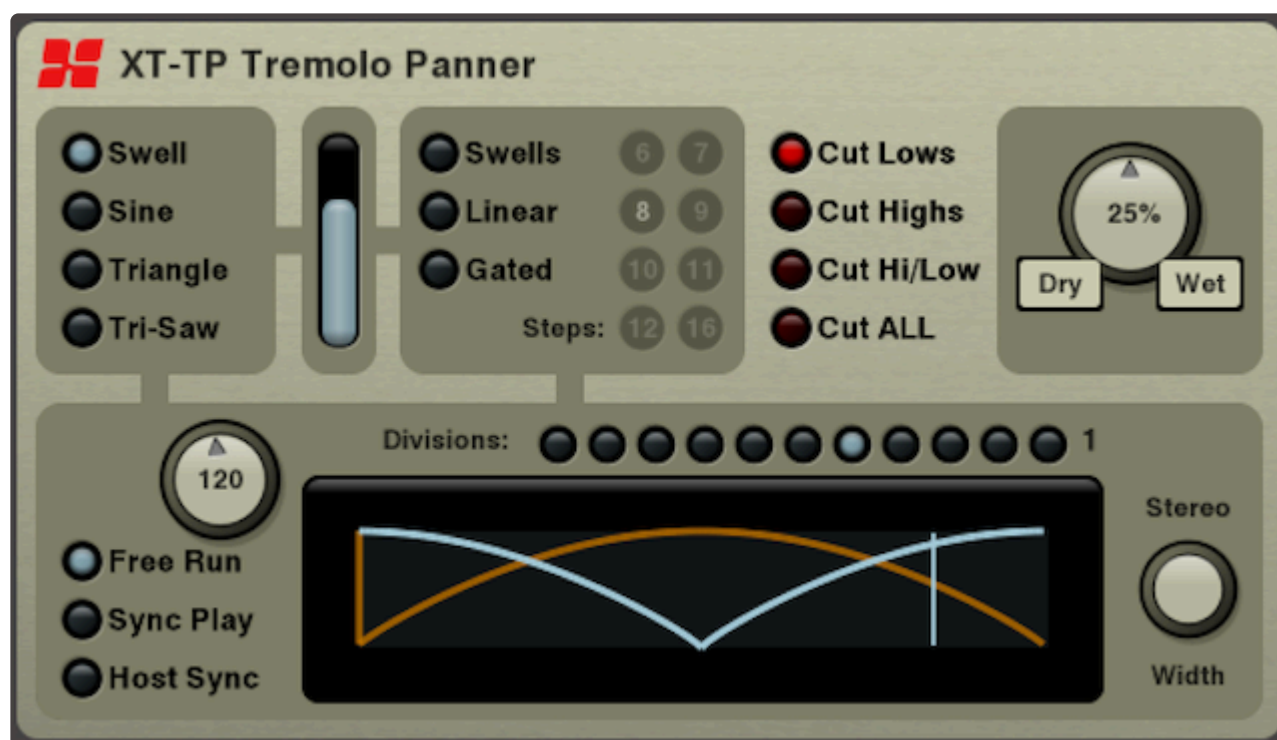 XT-TP Tremolo Panner
Swell
Sine
Triangle
Tri-Saw
Swells
Linear
Gated
6 7
8 9
10 11
Steps: 12 16
Cut Lows
Cut Highs
Cut Hi/Low
Cut ALL
25%
Dry Wet
120
Free Run
Sync Play
Host Sync
Divisions: 1
Stereo
Width